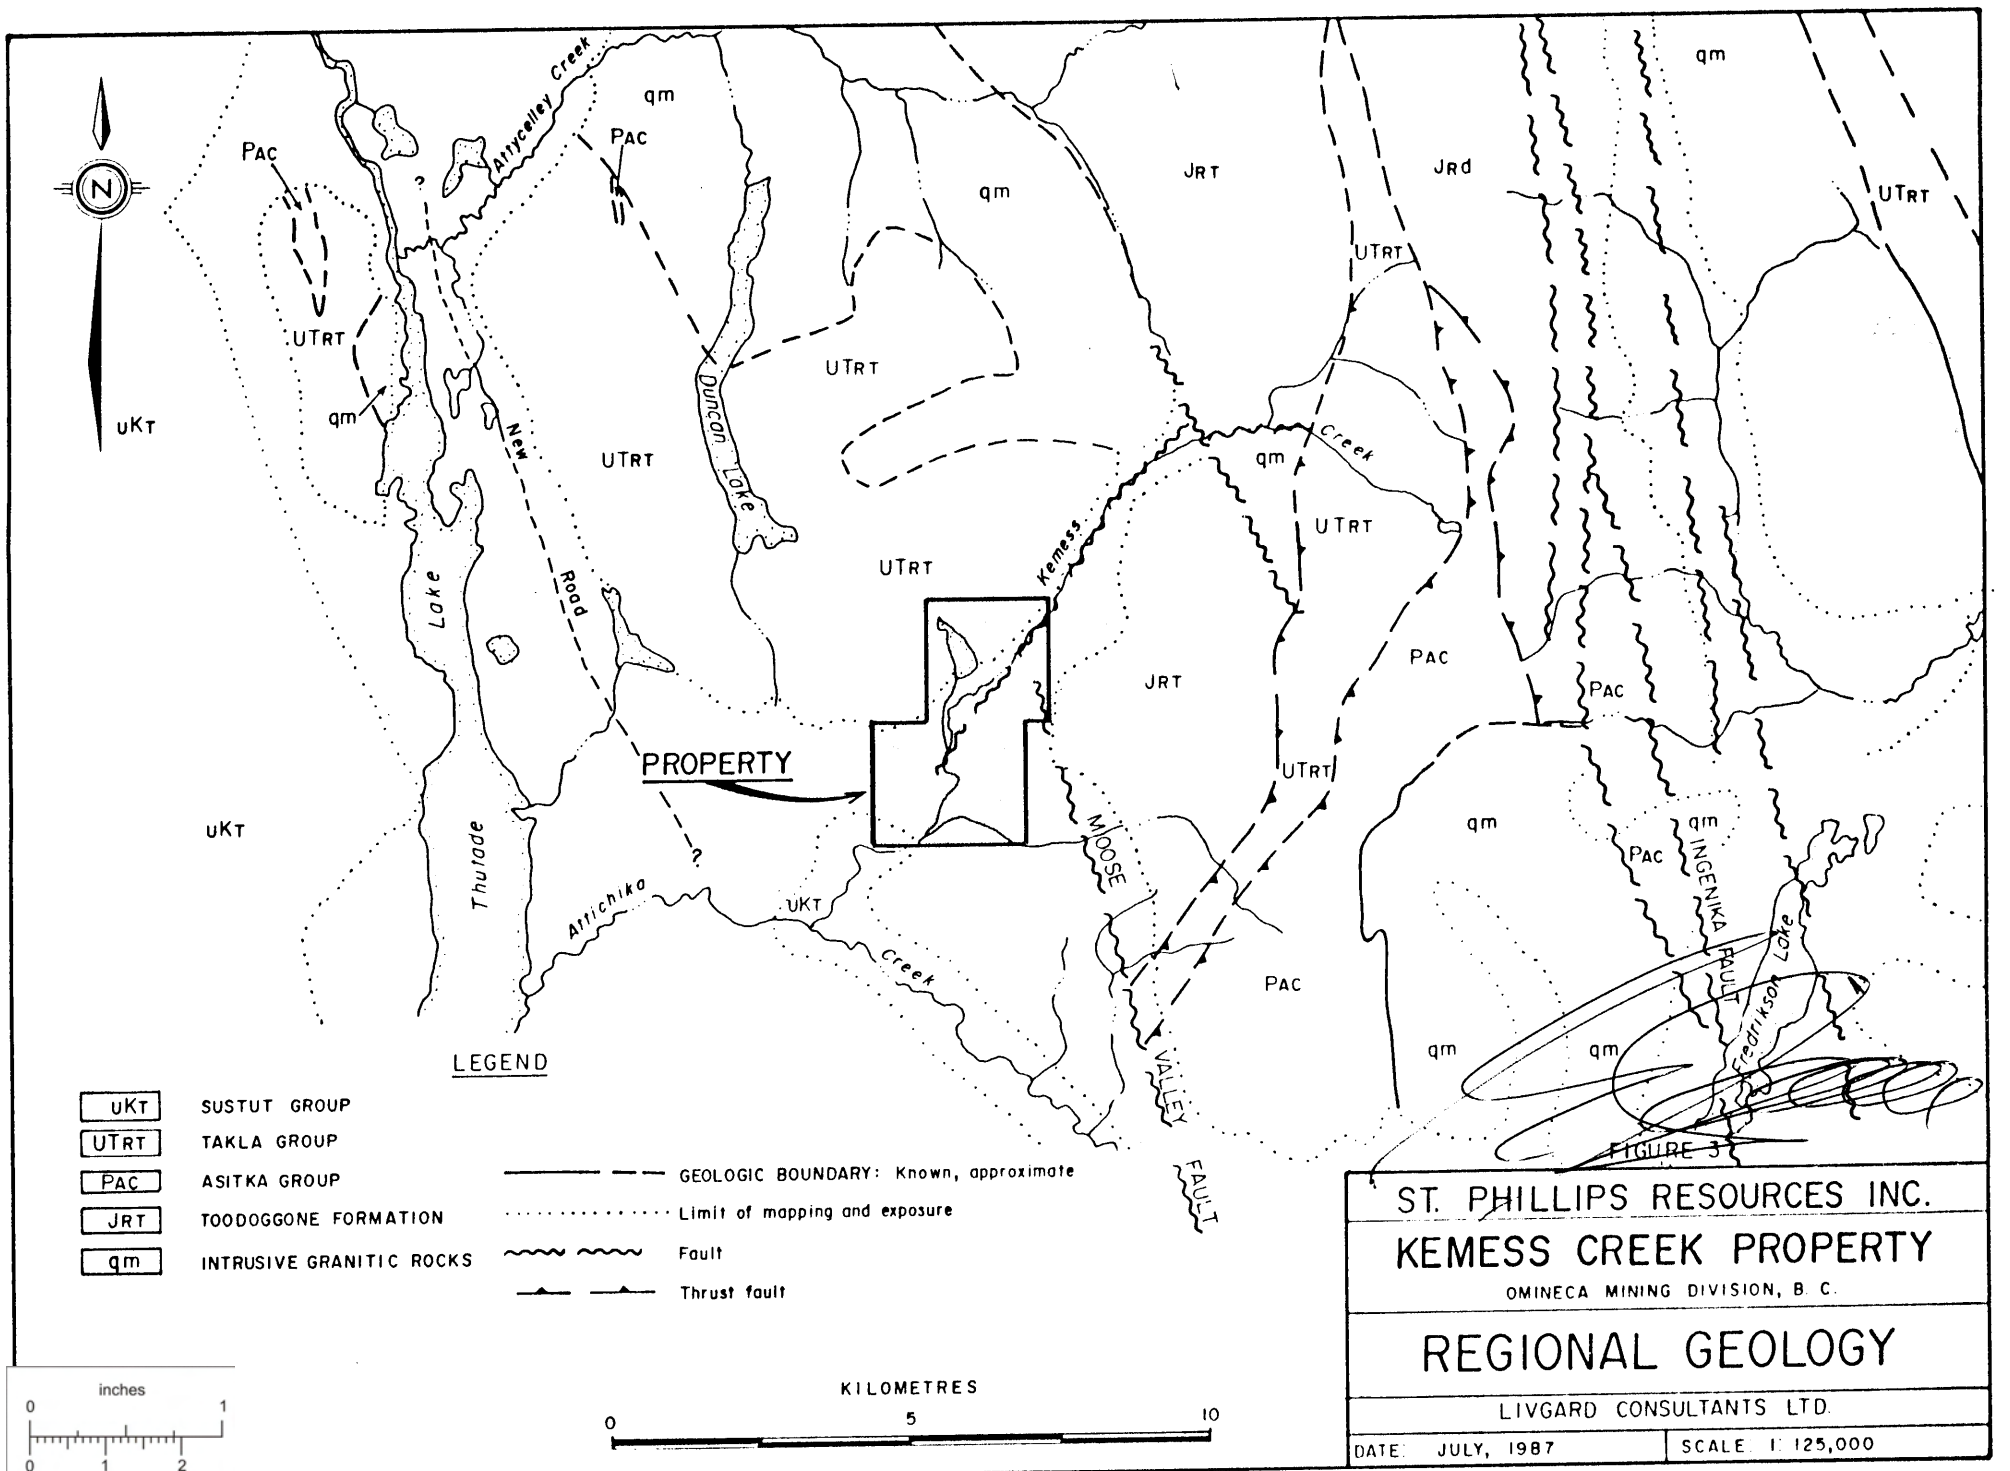 Attycelley Creek
qm
qm
PAC
PAC
N
qm
JRT
JRd
UTRT
UTRT
UTRT
qm
uKT
New
Road
UTRT
Duncan Lake
UTRT
Creek
qm
UTRT
UTRT
Kemess
Lake
PAC
PAC
JRT
PROPERTY
UTRT
uKT
Thutade
?
?
MOOSE
qm
qm
PAC
INGENIKA FAULT
Attichika
uKT
Creek
Fredrikson Lake
PAC
qm
qm
VALLEY
FAULT
LEGEND
uKT SUSTUT GROUP
UTRT TAKLA GROUP
PAC ASITKA GROUP
JRT TOODOGGONE FORMATION
qm INTRUSIVE GRANITIC ROCKS
GEOLOGIC BOUNDARY: Known, approximate
Limit of mapping and exposure
Fault
Thrust fault
FIGURE 3
ST. PHILLIPS RESOURCES INC.
KEMESS CREEK PROPERTY
OMINECA MINING DIVISION, B. C.
REGIONAL GEOLOGY
LIVGARD CONSULTANTS LTD.
DATE: JULY, 1987
SCALE 1:125,000
KILOMETRES
0 5 10
inches
0 1
0 1 2